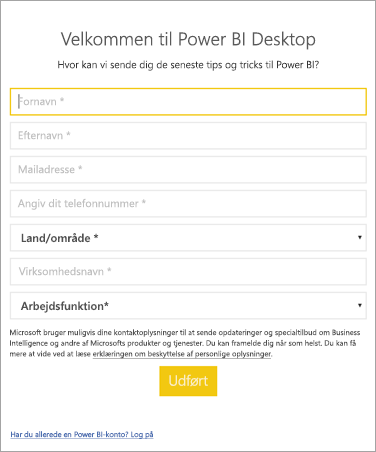 Velkommen til Power BI Desktop
Hvor kan vi sende dig de seneste tips og tricks til Power BI?
Fornavn *
Efternavn *
Mailadresse *
Angiv dit telefonnummer *
Land/område *
Virksomhedsnavn *
Arbejdsfunktion*
Microsoft bruger muligvis dine kontaktoplysninger til at sende opdateringer og specialtilbud om Business
Intelligence og andre af Microsofts produkter og tjenester. Du kan framelde dig når som helst. Du kan få
mere at vide ved at læse erklæringen om beskyttelse af personlige oplysninger.
Udført
Har du allerede en Power BI-konto? Log på